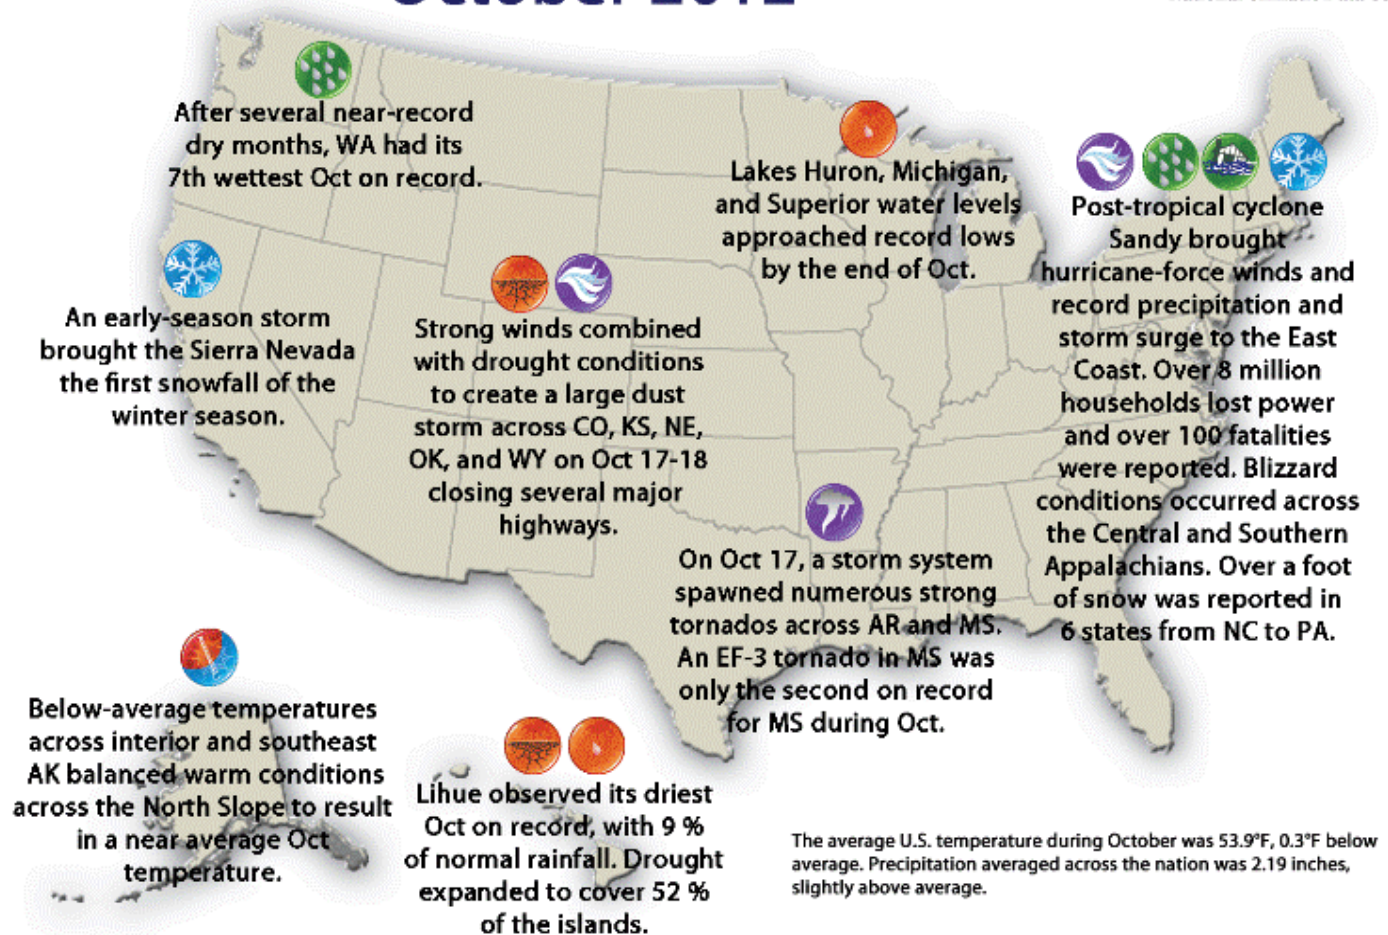 October 2012
After several near-record
dry months, WA had its
7th wettest Oct on record.
Lakes Huron, Michigan,
and Superior water levels
approached record lows
by the end of Oct.
Post-tropical cyclone
Sandy brought
hurricane-force winds and
record precipitation and
storm surge to the East
Coast. Over 8 million
households lost power
and over 100 fatalities
were reported. Blizzard
conditions occurred across
the Central and Southern
Appalachians. Over a foot
of snow was reported in
6 states from NC to PA.
An early-season storm
brought the Sierra Nevada
the first snowfall of the
winter season.
Strong winds combined
with drought conditions
to create a large dust
storm across CO, KS, NE,
OK, and WY on Oct 17-18
closing several major
highways.
On Oct 17, a storm system
spawned numerous strong
tornados across AR and MS.
An EF-3 tornado in MS was
only the second on record
for MS during Oct.
Below-average temperatures
across interior and southeast
AK balanced warm conditions
across the North Slope to result
in a near average Oct
temperature.
Lihue observed its driest
Oct on record, with 9 %
of normal rainfall. Drought
expanded to cover 52 %
of the islands.
The average U.S. temperature during October was 53.9°F, 0.3°F below
average. Precipitation averaged across the nation was 2.19 inches,
slightly above average.